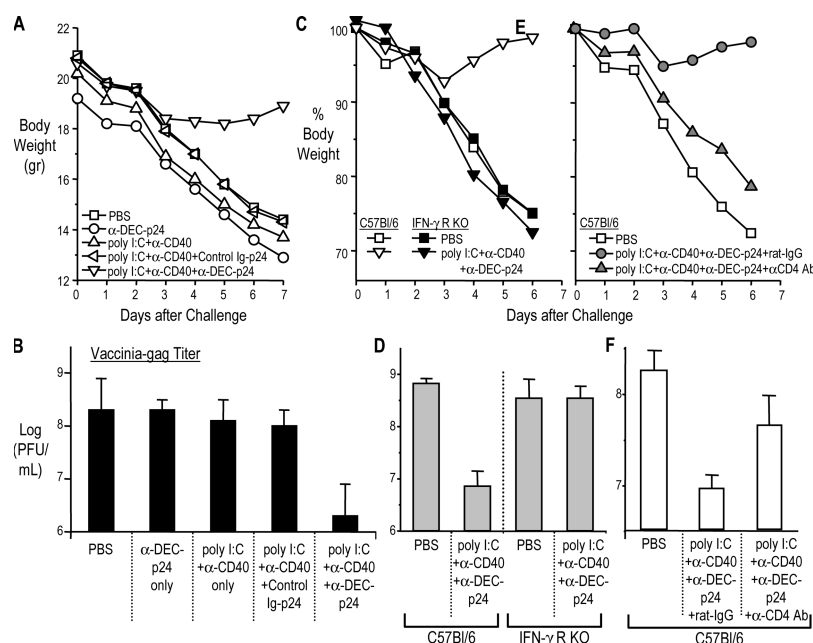 A
22
20
18
16
14
12
Body
Weight
(gr)
PBS
α-DEC-p24
poly I:C+α-CD40
poly I:C+α-CD40+Control Ig-p24
poly I:C+α-CD40+α-DEC-p24
0 1 2 3 4 5 6 7
Days after Challenge
C
100
90
80
70
%
Body
Weight
C57Bl/6 IFN-γ R KO
PBS
poly I:C+α-CD40
+α-DEC-p24
0 1 2 3 4 5 6 7
E
C57Bl/6
PBS
poly I:C+α-CD40+α-DEC-p24+rat-IgG
poly I:C+α-CD40+α-DEC-p24+αCD4 Ab
0 1 2 3 4 5 6 7
Days after Challenge
B
Vaccinia-gag Titer
9
8
7
6
Log
(PFU/
mL)
PBS
α-DEC-
p24
only
poly I:C
+α-CD40
only
poly I:C
+α-CD40
+Control
Ig-p24
poly I:C
+α-CD40
+α-DEC-
p24
D
9
8
7
6
PBS
poly I:C
+α-CD40
+α-DEC-
p24
PBS
poly I:C
+α-CD40
+α-DEC-
p24
C57Bl/6
IFN-γ R KO
F
8
7
PBS
poly I:C
+α-CD40
+α-DEC-
p24
+rat-IgG
poly I:C
+α-CD40
+α-DEC-
p24
+α-CD4 Ab
C57Bl/6